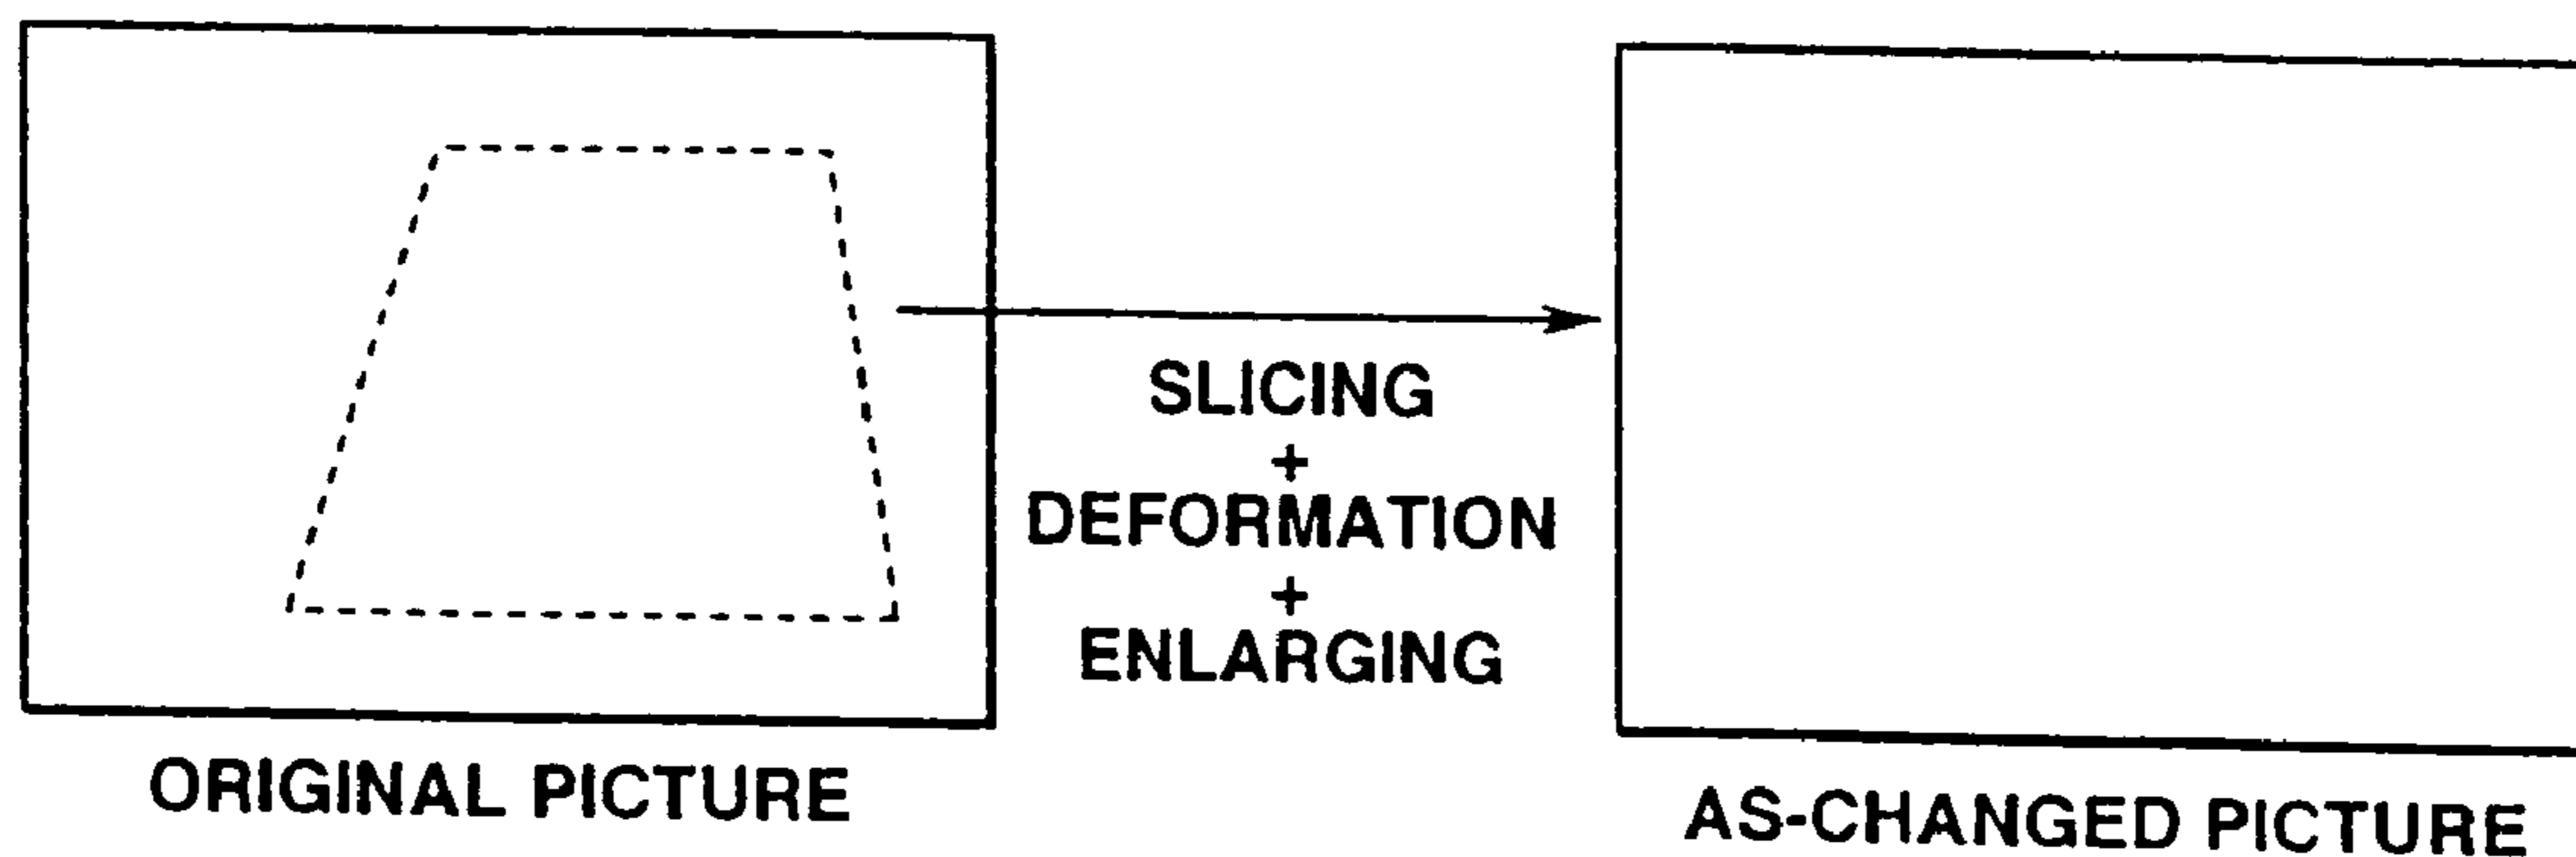 SLICING
+
DEFORMATION
+
ENLARGING
ORIGINAL PICTURE
AS-CHANGED PICTURE